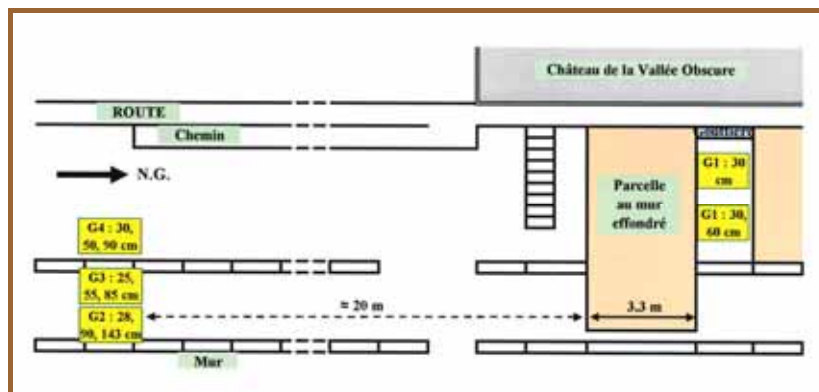 Château de la Vallée Obscure
ROUTE
Chemin
Gouttière
N.G.
G1 : 30
cm
Parcelle
au mur
effondré
G1 : 30,
60 cm
G4 : 30,
50, 90 cm
G3 : 25,
55, 85 cm
≈ 20 m
3.3 m
G2 : 28,
90, 143 cm
Mur